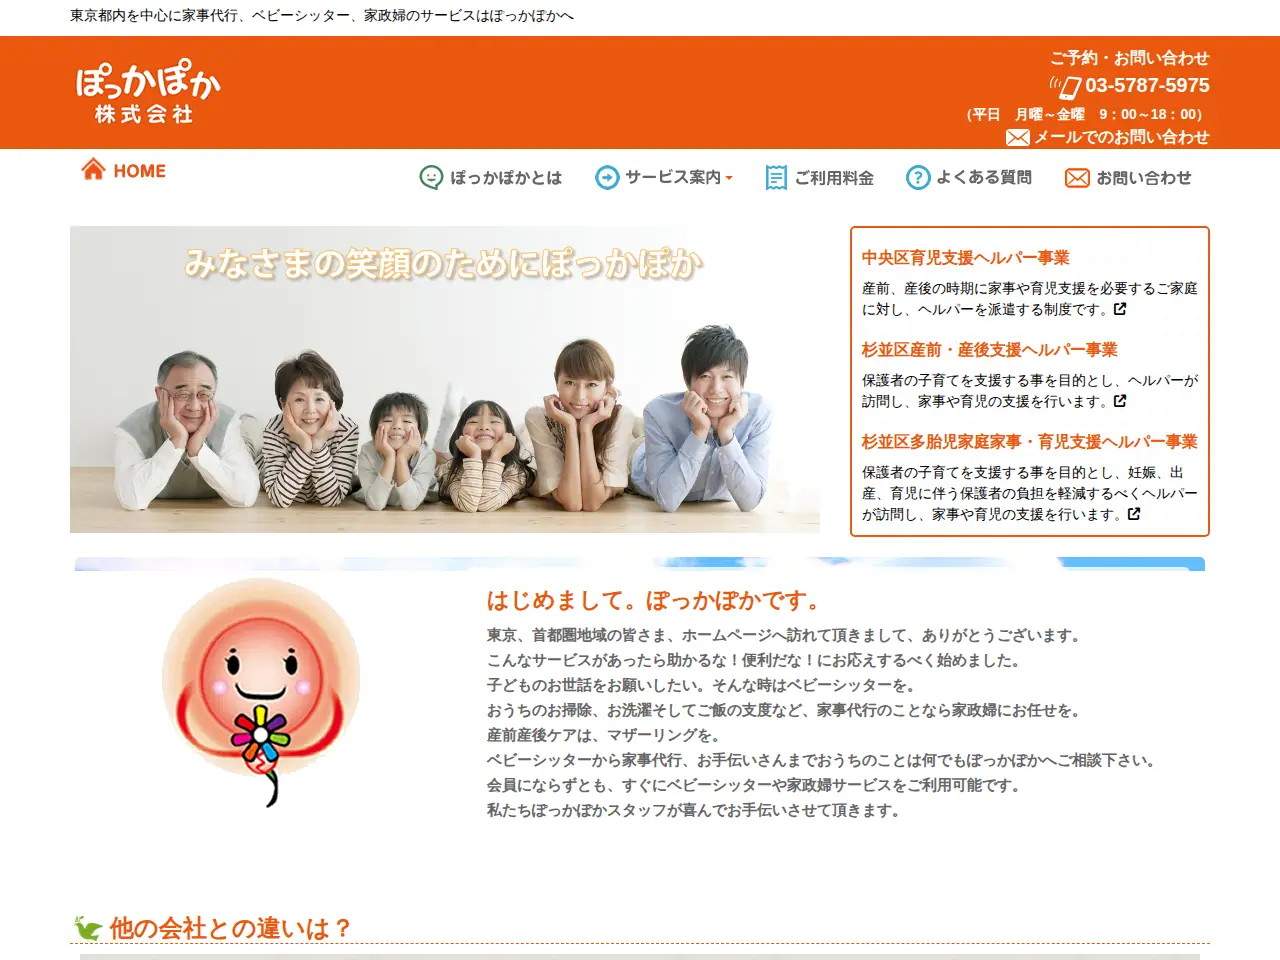 東京都内を中心に家事代行、ベビーシッター、家政婦のサービスはぽっかぽかへ
ぽっかぽか
株式会社
ご予約・お問い合わせ
03-5787-5975
（平日　月曜～金曜　9：00～18：00）
メールでのお問い合わせ
HOME
ぽっかぽかとは
サービス案内
ご利用料金
よくある質問
お問い合わせ
みなさまの笑顔のためにぽっかぽか
中央区育児支援ヘルパー事業
産前、産後の時期に家事や育児支援を必要するご家庭
に対し、ヘルパーを派遣する制度です。
杉並区産前・産後支援ヘルパー事業
保護者の子育てを支援する事を目的とし、ヘルパーが
訪問し、家事や育児の支援を行います。
杉並区多胎児家庭家事・育児支援ヘルパー事業
保護者の子育てを支援する事を目的とし、妊娠、出
産、育児に伴う保護者の負担を軽減するべくヘルパー
が訪問し、家事や育児の支援を行います。
はじめまして。ぽっかぽかです。
東京、首都圏地域の皆さま、ホームページへ訪れて頂きまして、ありがとうございます。
こんなサービスがあったら助かるな！便利だな！にお応えするべく始めました。
子どものお世話をお願いしたい。そんな時はベビーシッターを。
おうちのお掃除、お洗濯そしてご飯の支度など、家事代行のことなら家政婦にお任せを。
産前産後ケアは、マザーリングを。
ベビーシッターから家事代行、お手伝いさんまでおうちのことは何でもぽっかぽかへご相談下さい。
会員にならずとも、すぐにベビーシッターや家政婦サービスをご利用可能です。
私たちぽっかぽかスタッフが喜んでお手伝いさせて頂きます。
他の会社との違いは？